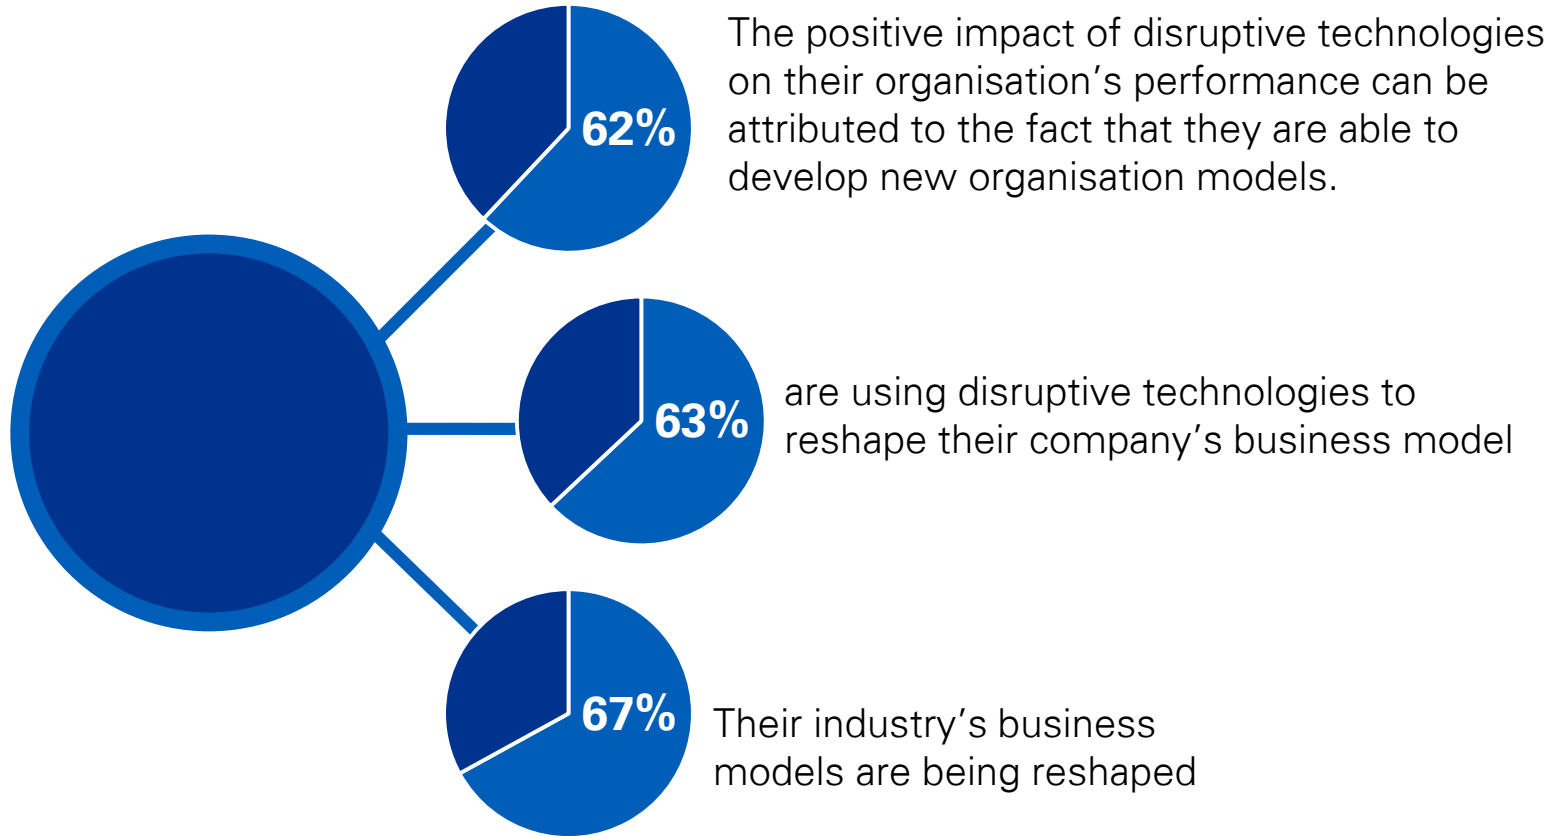 62%
The positive impact of disruptive technologies
on their organisation’s performance can be
attributed to the fact that they are able to
develop new organisation models.
63%
are using disruptive technologies to
reshape their company’s business model
67%
Their industry’s business
models are being reshaped